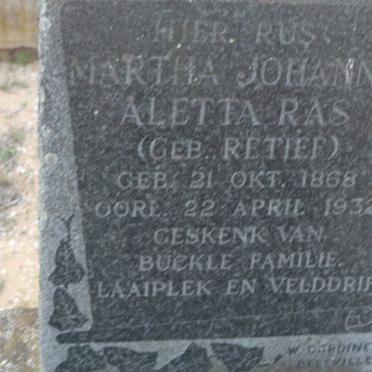 HIER RUS
MARTHA JOHANN
ALETTA RAS
(GEB. RETIEF)
GEB. 21 OKT. 1868
OORL. 22 APRIL 1932
GESKENK VAN
BUCKLE FAMILIE.
LAAIPLEK EN VELDDRIF
BELLVILLE